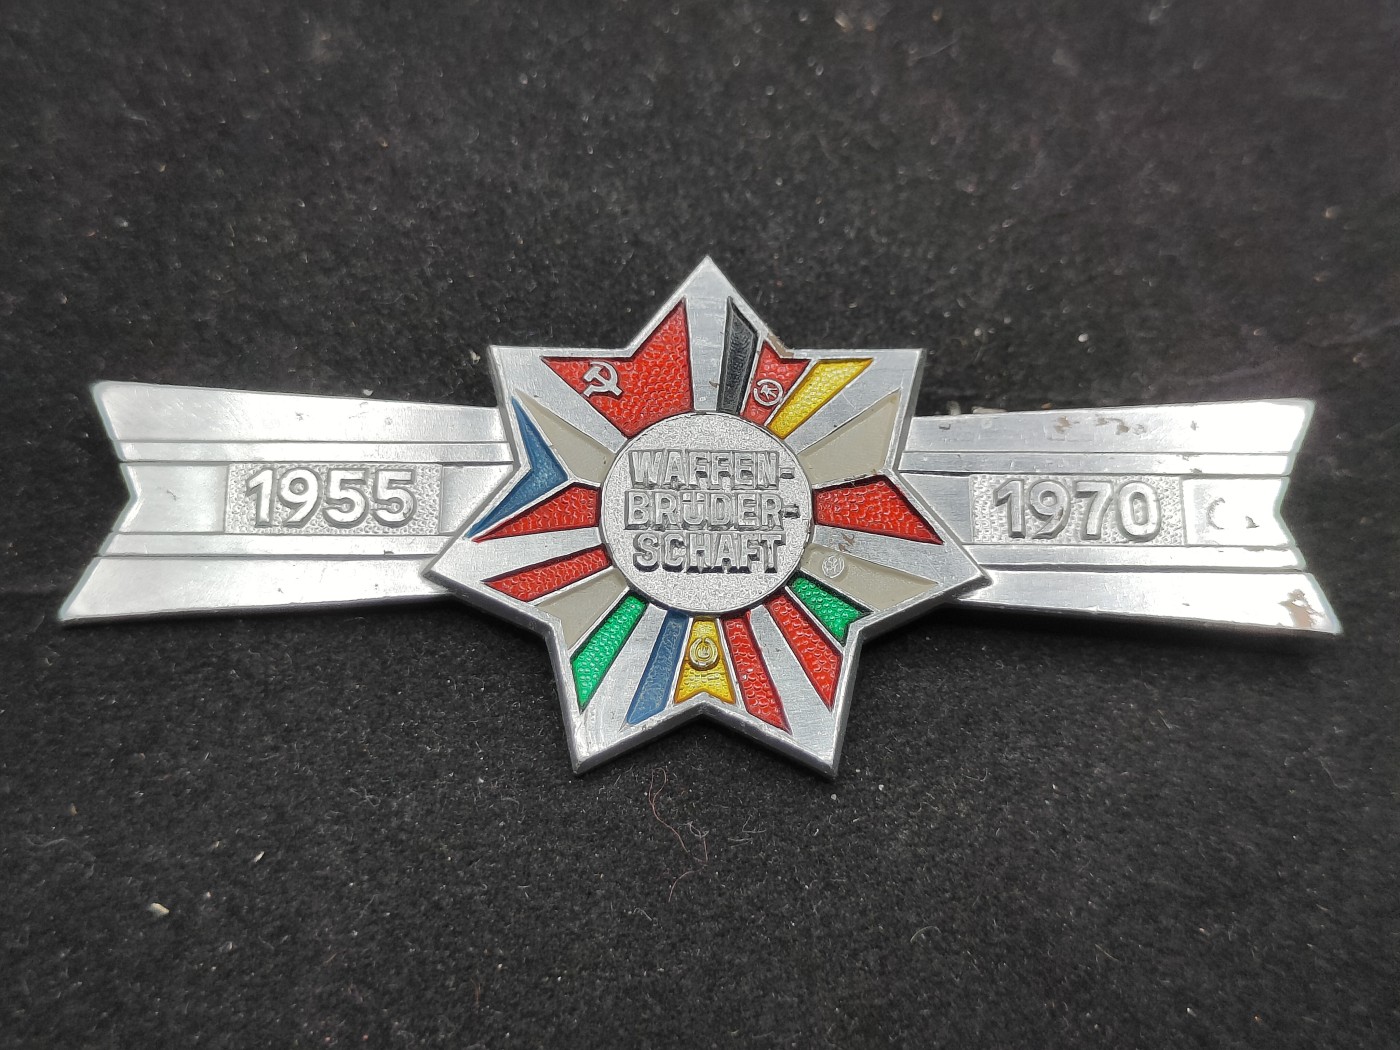 1955
WAFFEN-
BRÜDER-
SCHAFT
1970